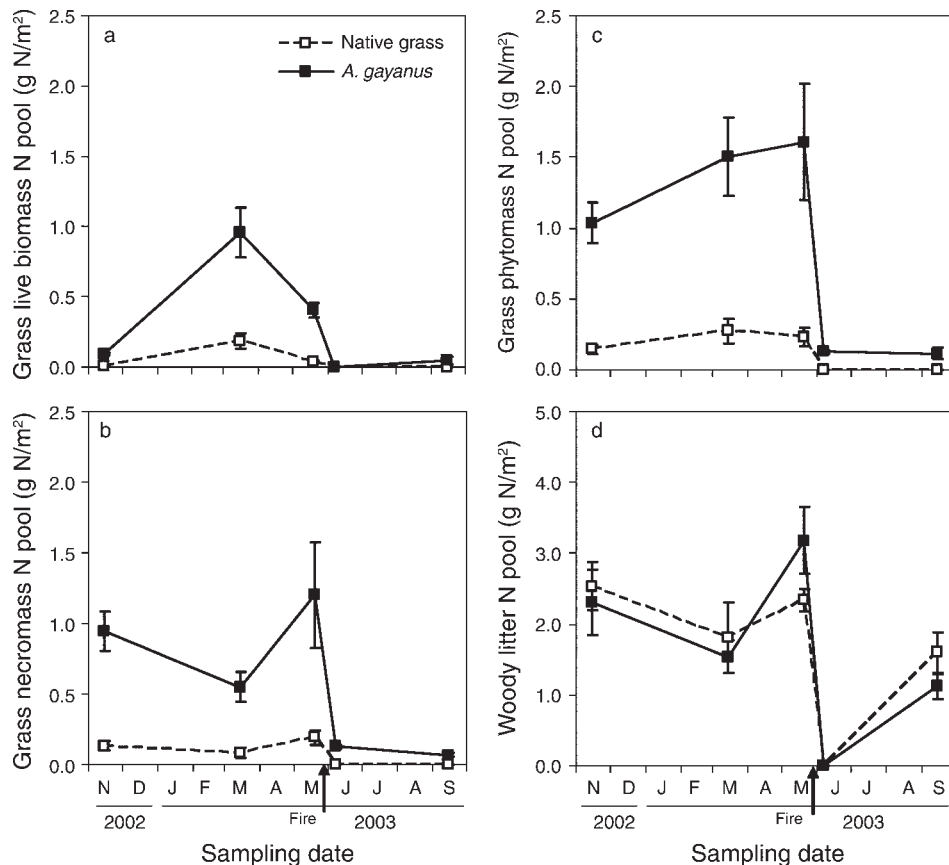 a
Native grass
A. gayanus
Grass live biomass N pool (g N/m²)
2.5
2.0
1.5
1.0
0.5
0.0
c
Grass phytomass N pool (g N/m²)
2.5
2.0
1.5
1.0
0.5
0.0
b
Grass necromass N pool (g N/m²)
2.5
2.0
1.5
1.0
0.5
0.0
N D J F M A M J J A S
2002 Fire 2003
Sampling date
d
Woody litter N pool (g N/m²)
5.0
4.0
3.0
2.0
1.0
0.0
N D J F M A M J J A S
2002 Fire 2003
Sampling date